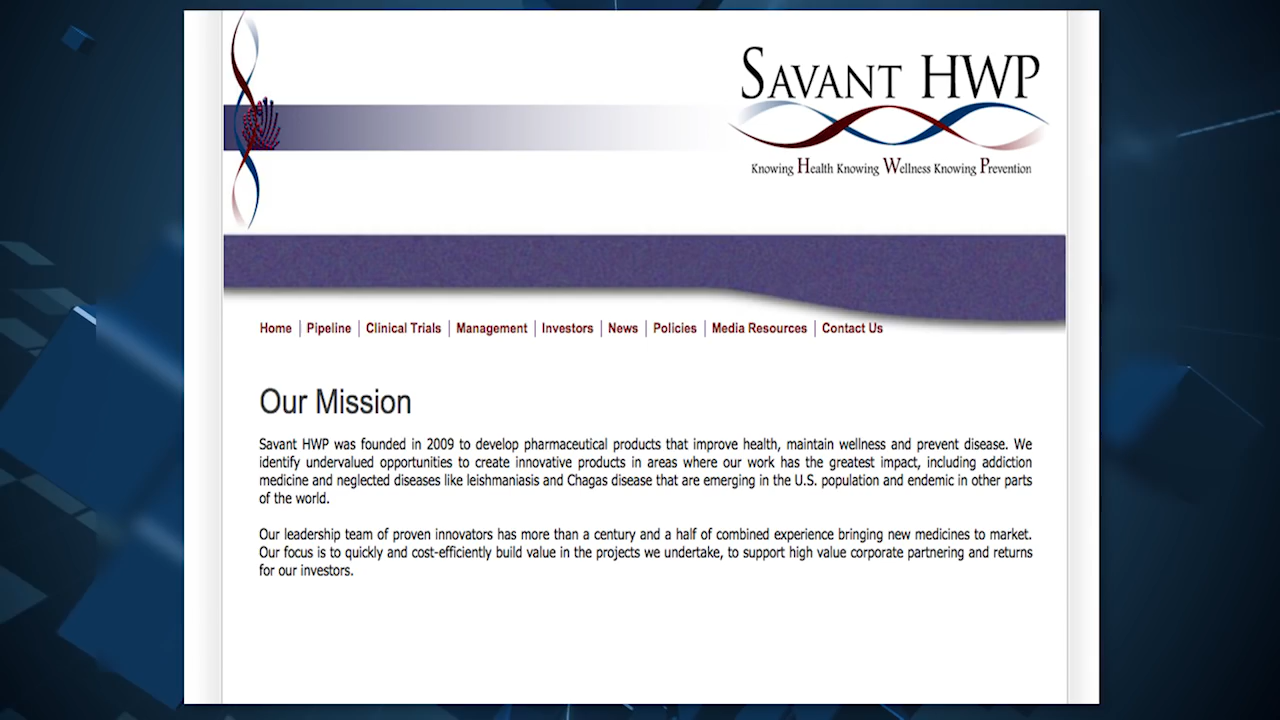 SAVANT HWP
Knowing Health Knowing Wellness Knowing Prevention
Home | Pipeline | Clinical Trials | Management | Investors | News | Policies | Media Resources | Contact Us
Our Mission
Savant HWP was founded in 2009 to develop pharmaceutical products that improve health, maintain wellness and prevent disease. We
identify undervalued opportunities to create innovative products in areas where our work has the greatest impact, including addiction
medicine and neglected diseases like leishmaniasis and Chagas disease that are emerging in the U.S. population and endemic in other parts
of the world.
Our leadership team of proven innovators has more than a century and a half of combined experience bringing new medicines to market.
Our focus is to quickly and cost-efficiently build value in the projects we undertake, to support high value corporate partnering and returns
for our investors.